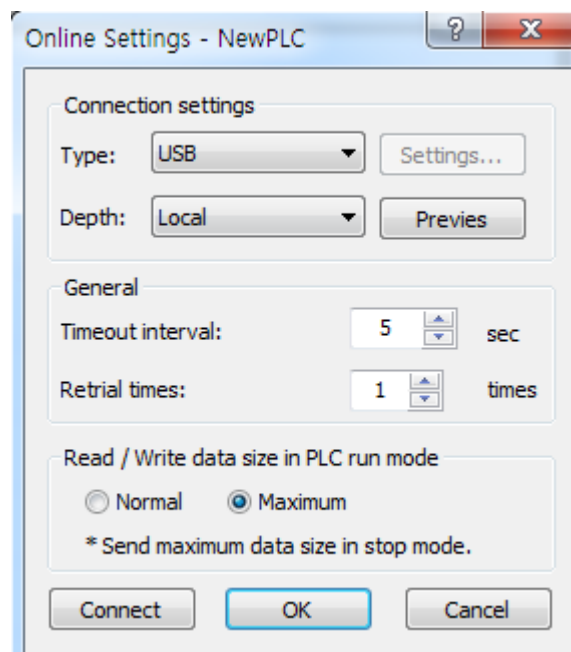 Online Settings - NewPLC
?
x
Connection settings
Type: USB Settings...
Depth: Local Previes
General
Timeout interval: 5 sec
Retrial times: 1 times
Read / Write data size in PLC run mode
Normal Maximum
* Send maximum data size in stop mode.
Connect OK Cancel